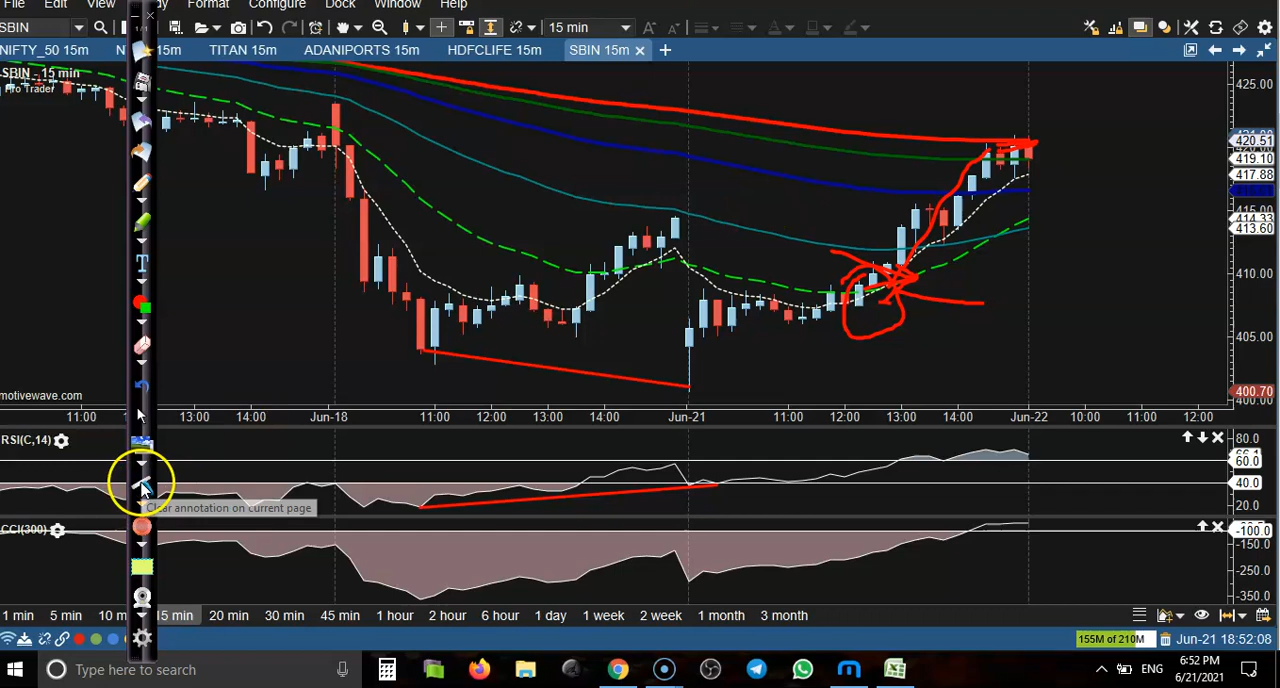 File Edit View Format Configure Dock Window Help
SBIN 15 min
NIFTY_50 15m TITAN 15m ADANIPORTS 15m HDFCLIFE 15m SBIN 15m
SBIN - 15 min
425.00
420.51
419.10
417.88
415.00
414.33
413.60
410.00
405.00
400.70
400.00
motivewave.com
11:00 13:00 14:00 Jun-18 11:00 12:00 13:00 14:00 Jun-21 11:00 12:00 13:00 14:00 Jun-22 10:00 11:00 12:00
RSI(C,14)
80.0
60.0
40.0
20.0
Clear annotation on current page
CCI(300)
-100.0
-150.0
-250.0
-350.0
1 min 5 min 15 min 20 min 30 min 45 min 1 hour 2 hour 6 hour 1 day 1 week 2 week 1 month 3 month
155M of 210M Jun-21 18:52:08
Type here to search
ENG
6:52 PM
6/21/2021